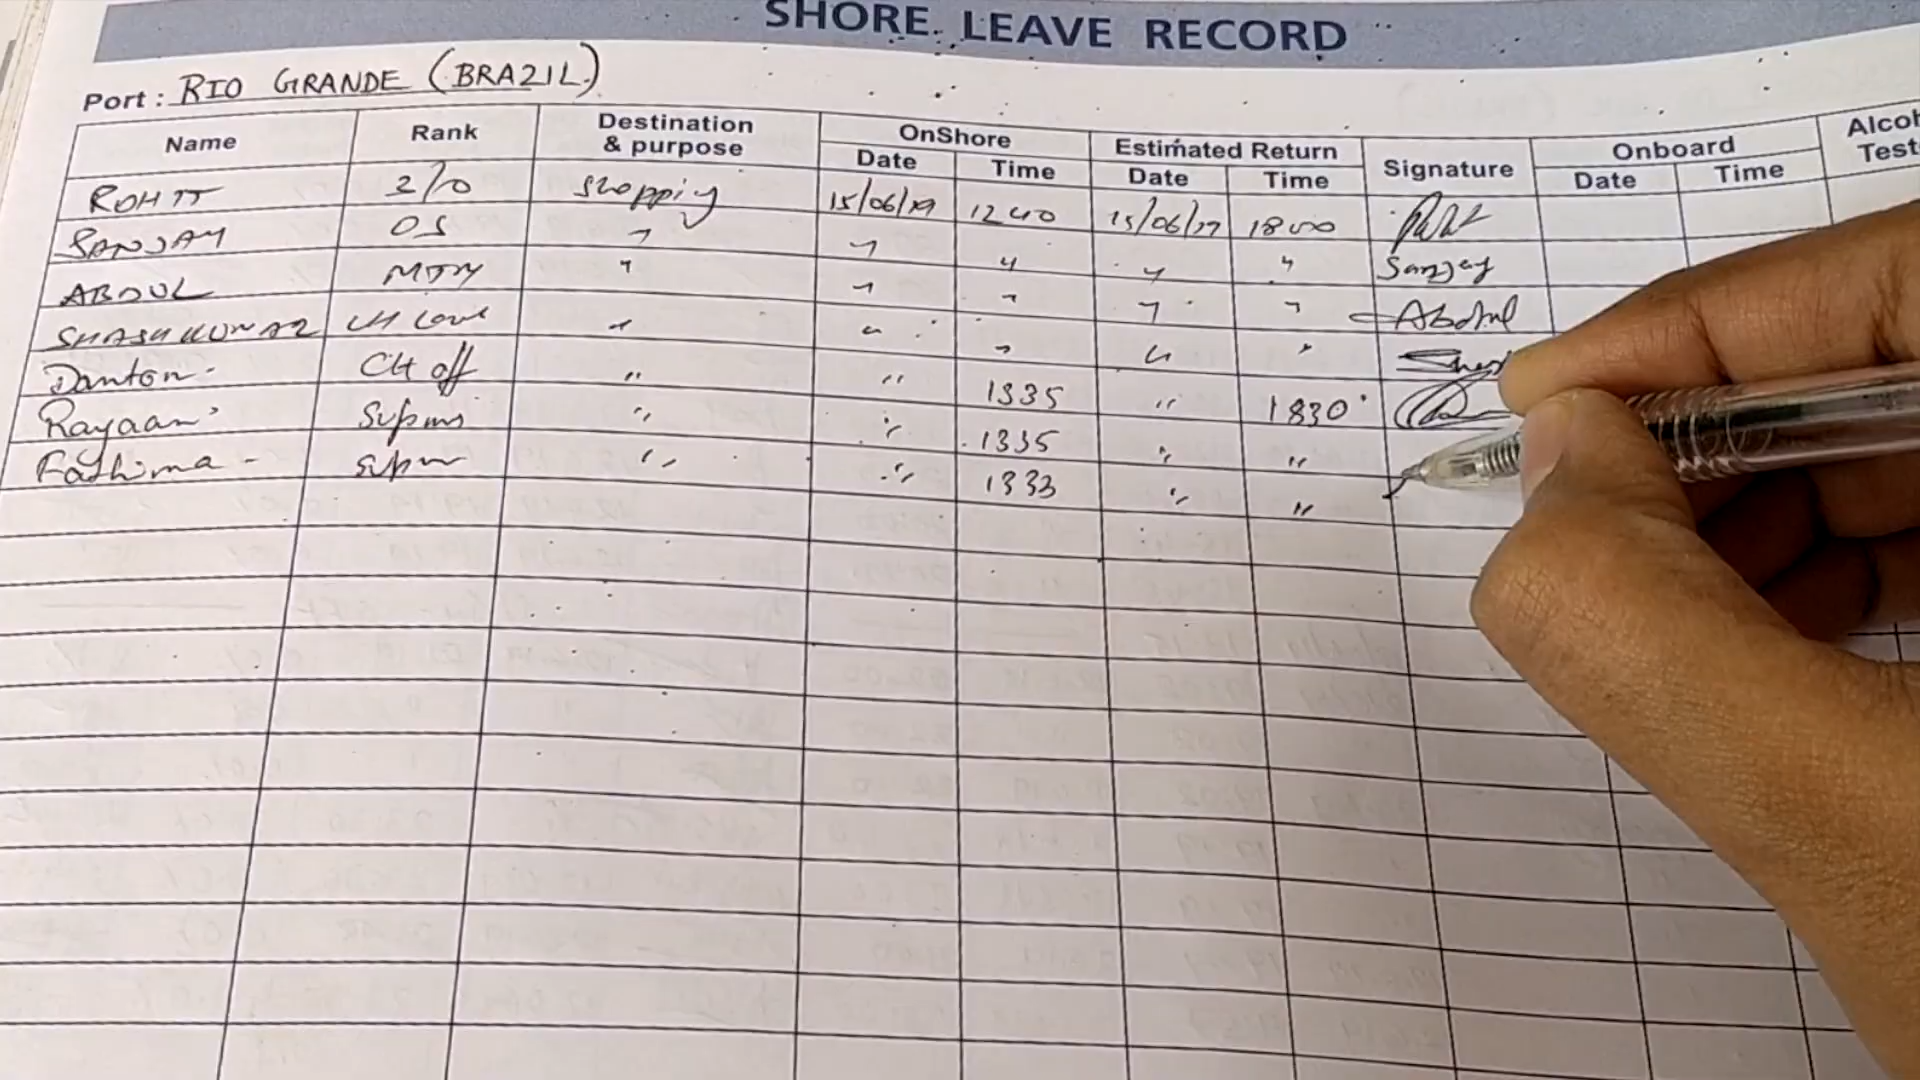 SHORE LEAVE RECORD
Port : RIO GRANDE (BRAZIL)
Name Rank Destination & purpose OnShore Date Time Estimated Return Date Time Signature Onboard Date Time Alcoh Test
ROHIT 2/0 Shopping 15/06/19 1240 15/06/19 1800
SANJAY OS " " " " " Sanjay
ABDUL MTM " " " " " Abdul
" " " " "
Danton - CH off " " 1335 " 1830
Rayaan " " 1335 " "
Fathima - " " 1333 " "